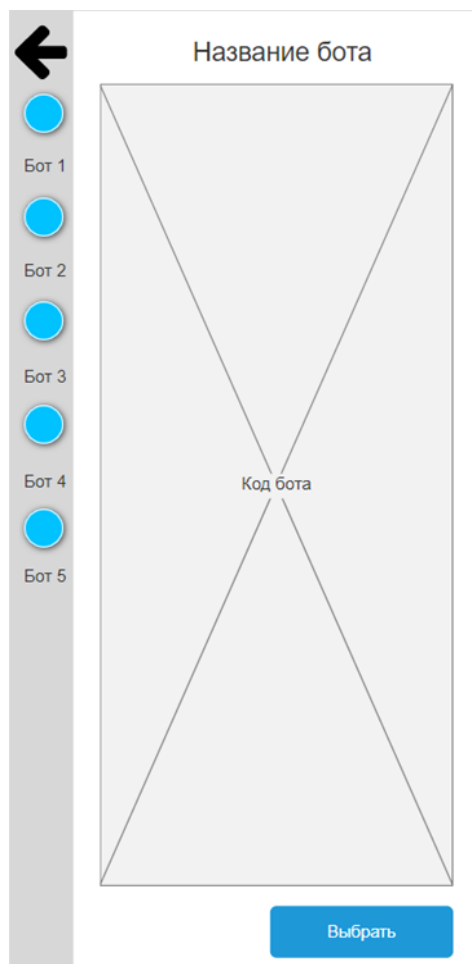 Название бота
Бот 1
Бот 2
Бот 3
Бот 4
Бот 5
Код бота
Выбрать